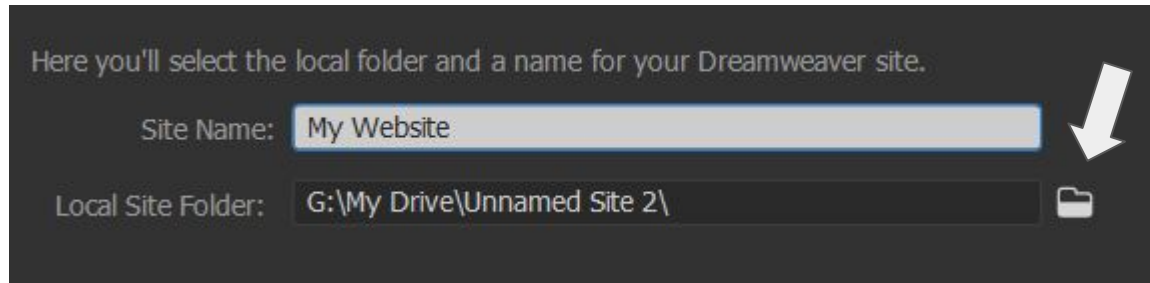 Here you'll select the local folder and a name for your Dreamweaver site.
Site Name: My Website
Local Site Folder: G:\My Drive\Unnamed Site 2\